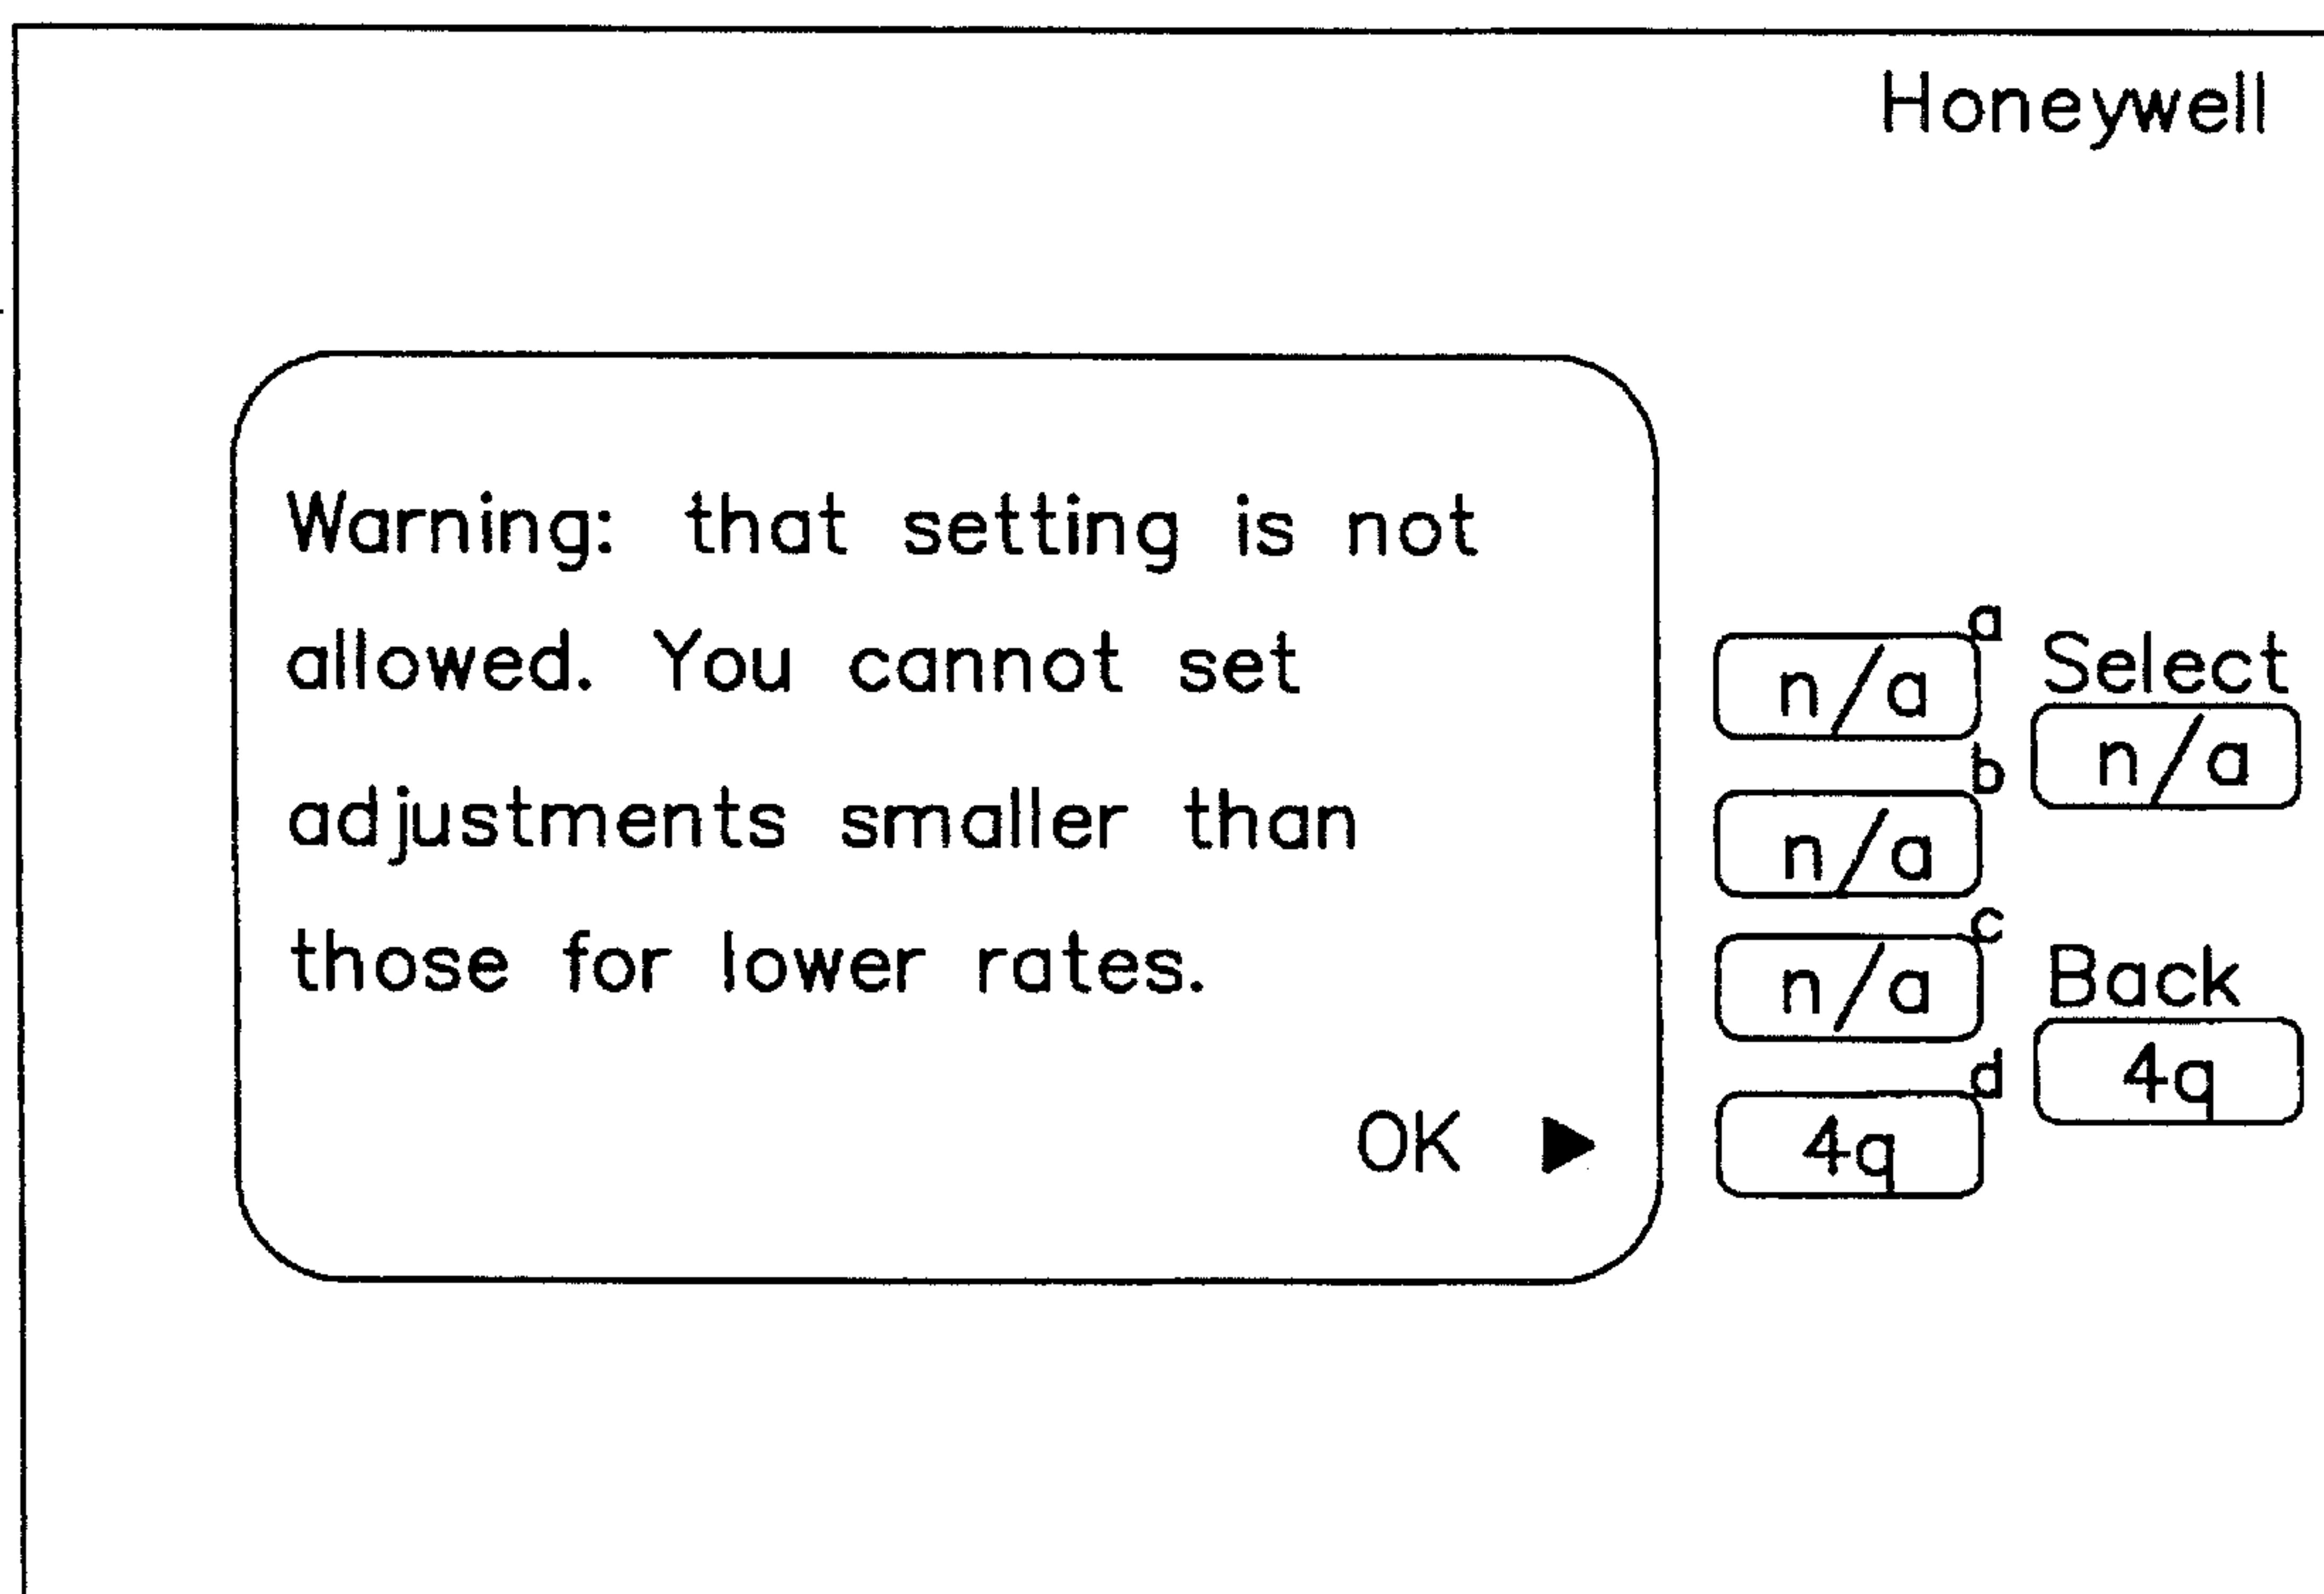 Honeywell
Warning: that setting is not
allowed. You cannot set
adjustments smaller than
those for lower rates.
OK
a
n/a
b
n/a
c
n/a
d
4q
Select
n/a
Back
4q